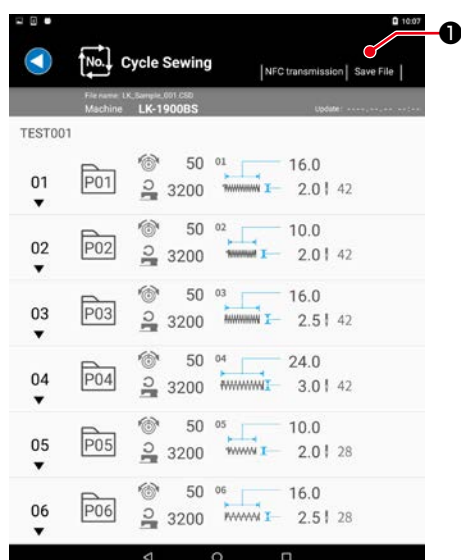 10:07
❶
No. Cycle Sewing
NFC transmission Save File
File name: LK_Sample_001.CSD
Machine LK-1900BS Update: ----.--.-- --:--
TEST001
01 P01 50 3200 01 16.0 2.0 42
02 P02 50 3200 02 10.0 2.0 42
03 P03 50 3200 03 16.0 2.5 42
04 P04 50 3200 04 24.0 3.0 42
05 P05 50 3200 05 10.0 2.0 28
06 P06 50 3200 06 16.0 2.5 28